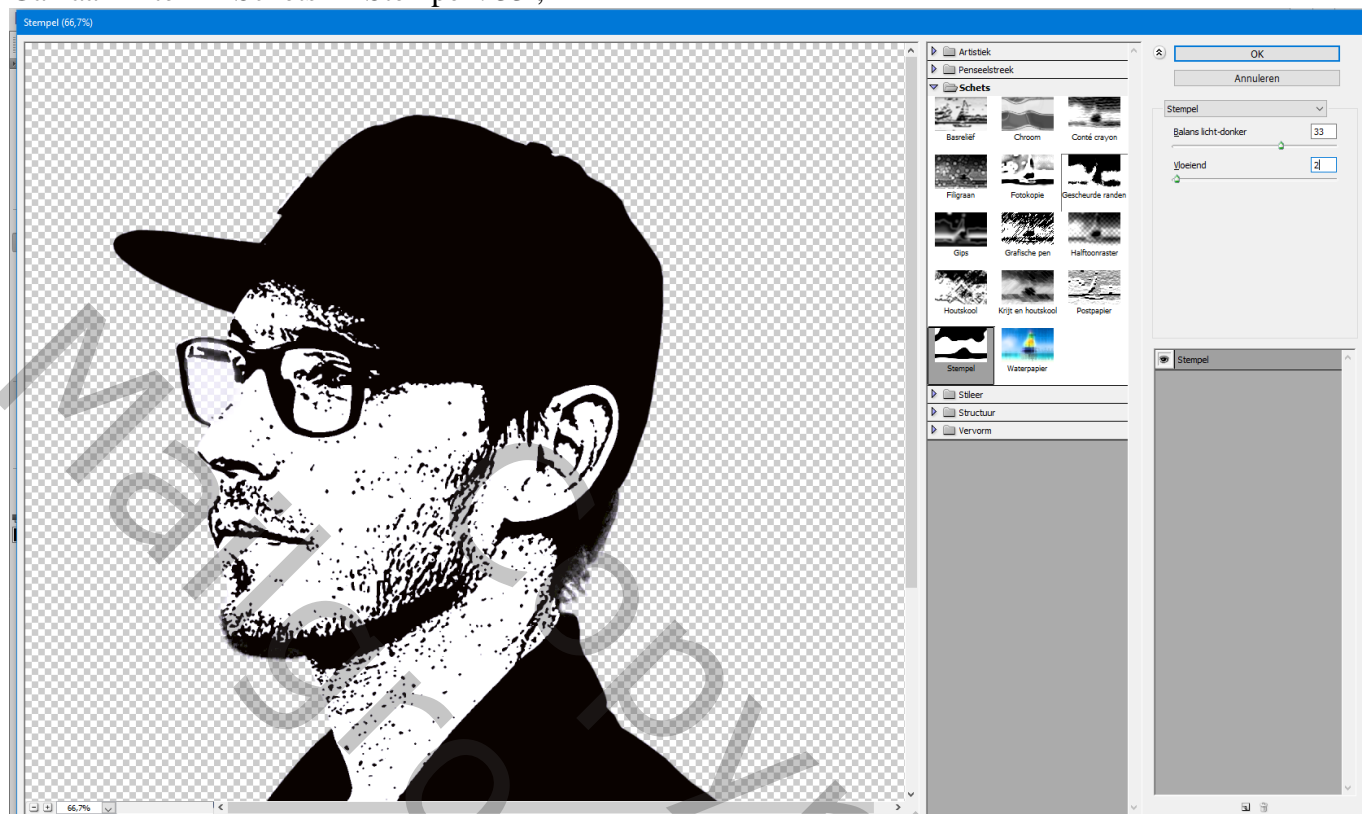 Stempel (66,7%)
Artistiek
Penseelstreek
Schets
Basreliëf
Chroom
Conté crayon
Filigraan
Fotokopie
Gescheurde randen
Gips
Grafische pen
Halftoonraster
Houtskool
Krijt en houtskool
Postpapier
Stempel
Waterpapier
Stileer
Structuur
Vervorm
OK
Annuleren
Stempel
Balans licht-donker 33
Vloeiend 2
Stempel
66,7%